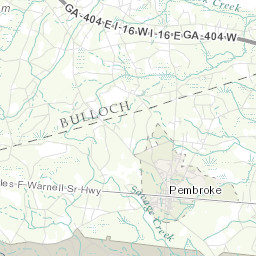 GA-404 E I-16 W I-16 E GA-404 W
Creek
m
BULLOCH
les F Warnell Sr Hwy
Pembroke
Creek